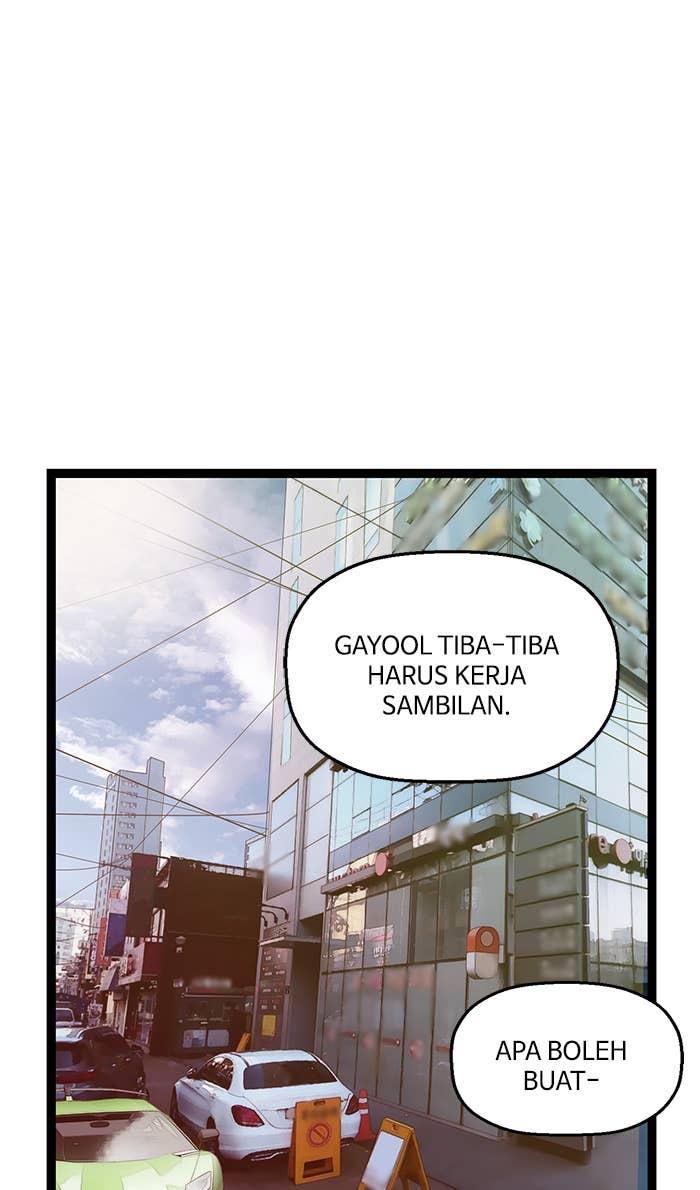 GAYOOL TIBA-TIBA
HARUS KERJA
SAMBILAN.
APA BOLEH
BUAT-